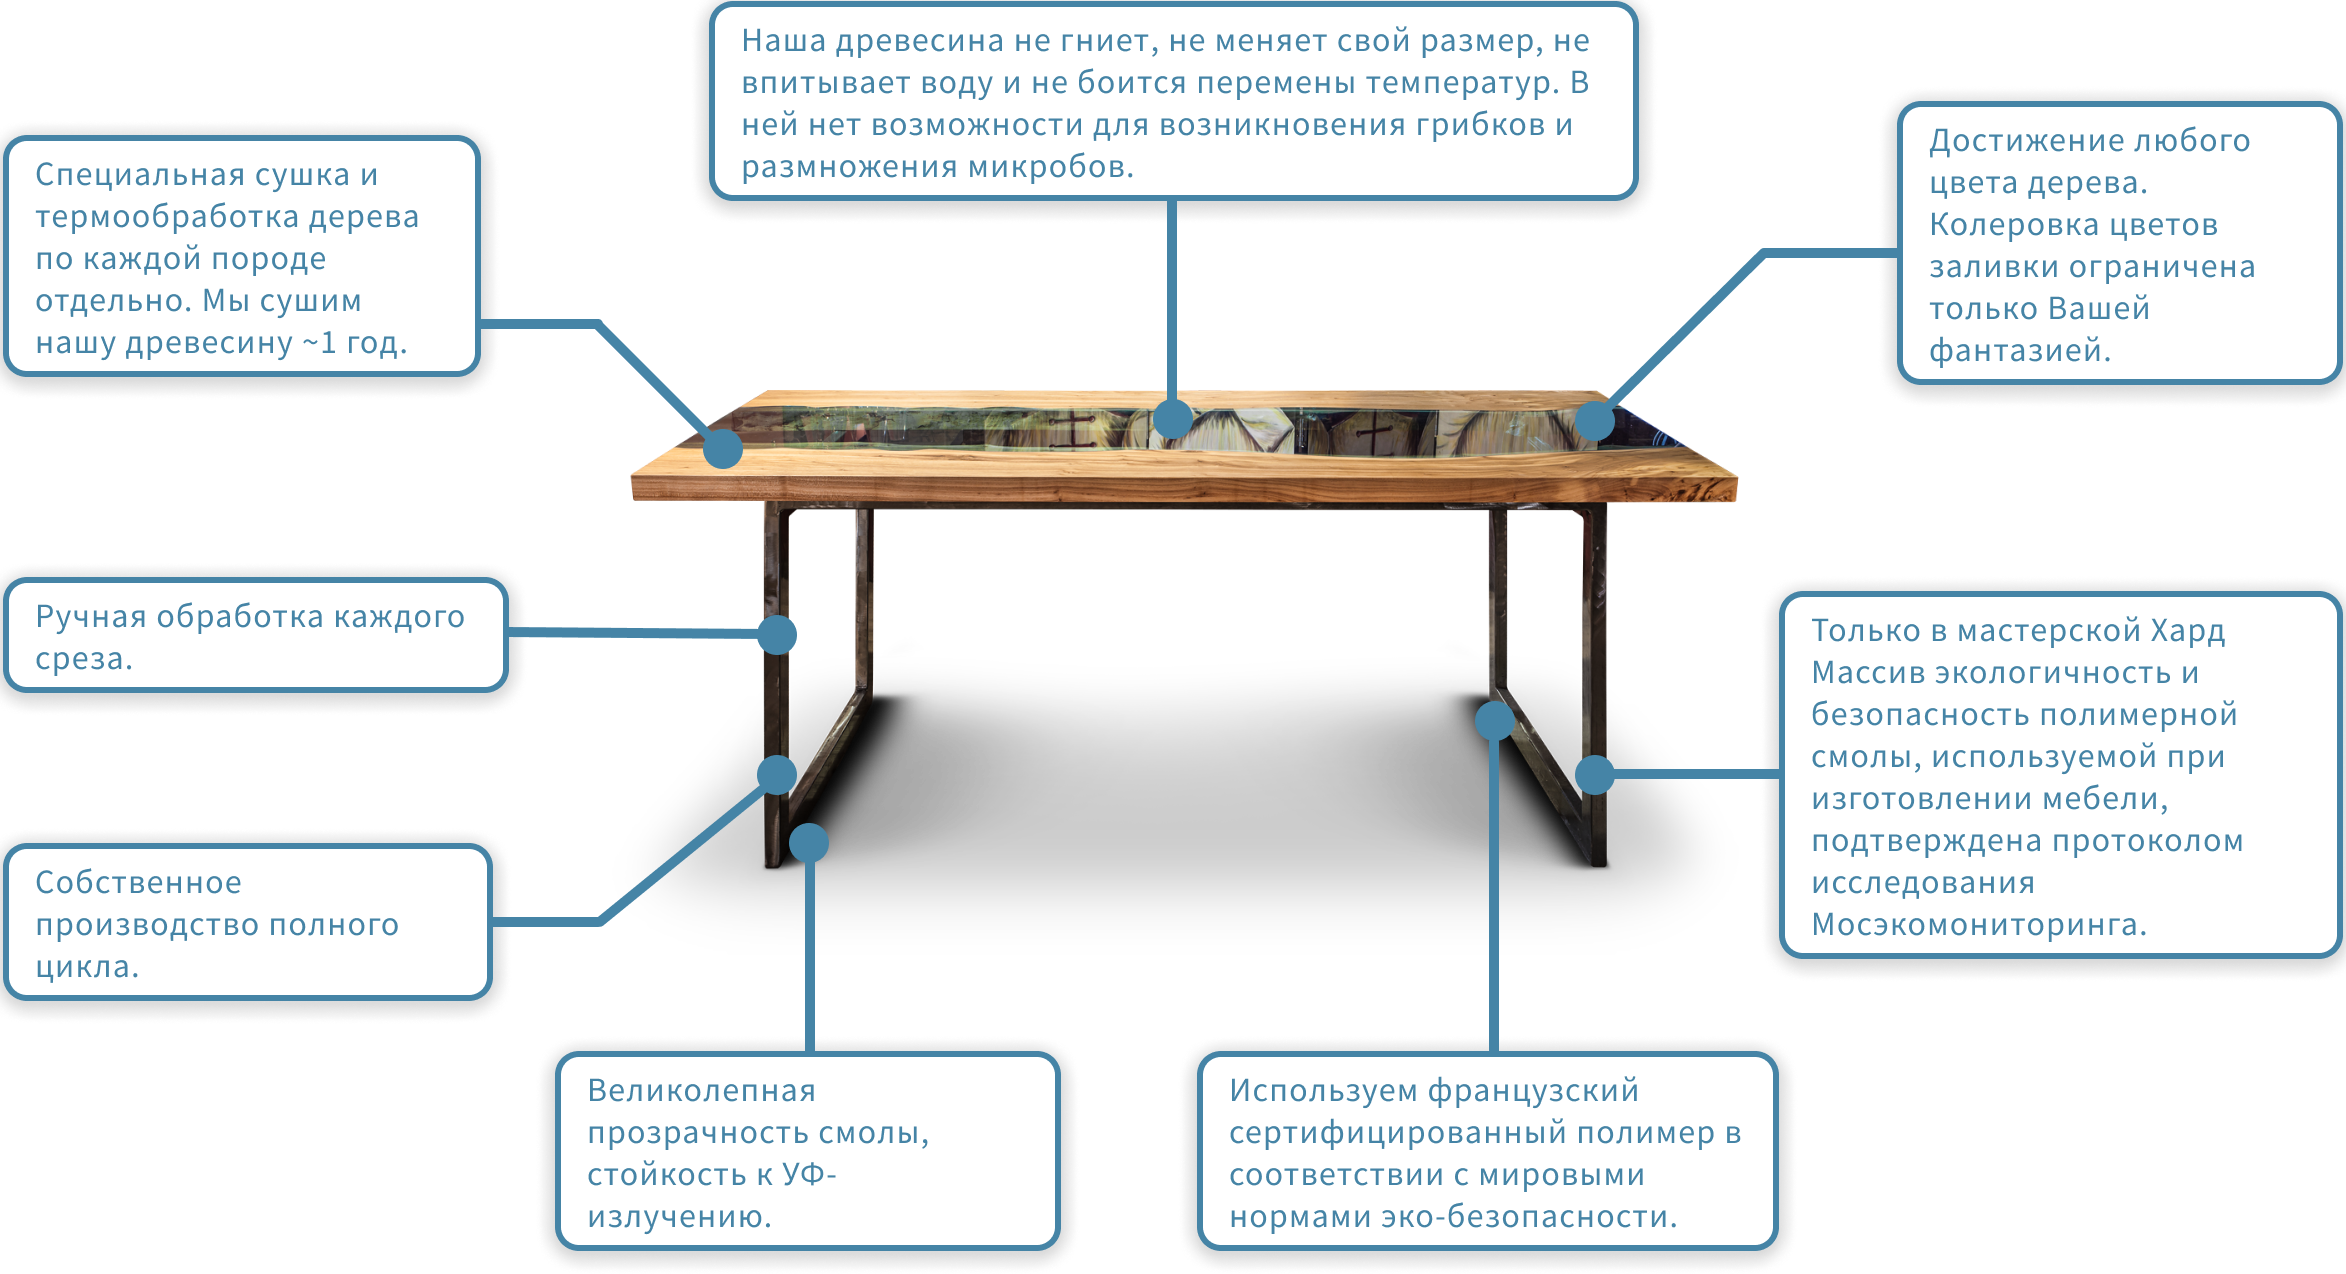 Наша древесина не гниет, не меняет свой размер, не
впитывает воду и не боится перемены температур. В
ней нет возможности для возникновения грибков и
размножения микробов.
Специальная сушка и
термообработка дерева
по каждой породе
отдельно. Мы сушим
нашу древесину ~1 год.
Достижение любого
цвета дерева.
Колеровка цветов
заливки ограничена
только Вашей
фантазией.
Ручная обработка каждого
среза.
Только в мастерской Хард
Массив экологичность и
безопасность полимерной
смолы, используемой при
изготовлении мебели,
подтверждена протоколом
исследования
Мосэкомониторинга.
Собственное
производство полного
цикла.
Великолепная
прозрачность смолы,
стойкость к УФ-
излучению.
Используем французский
сертифицированный полимер в
соответствии с мировыми
нормами эко-безопасности.